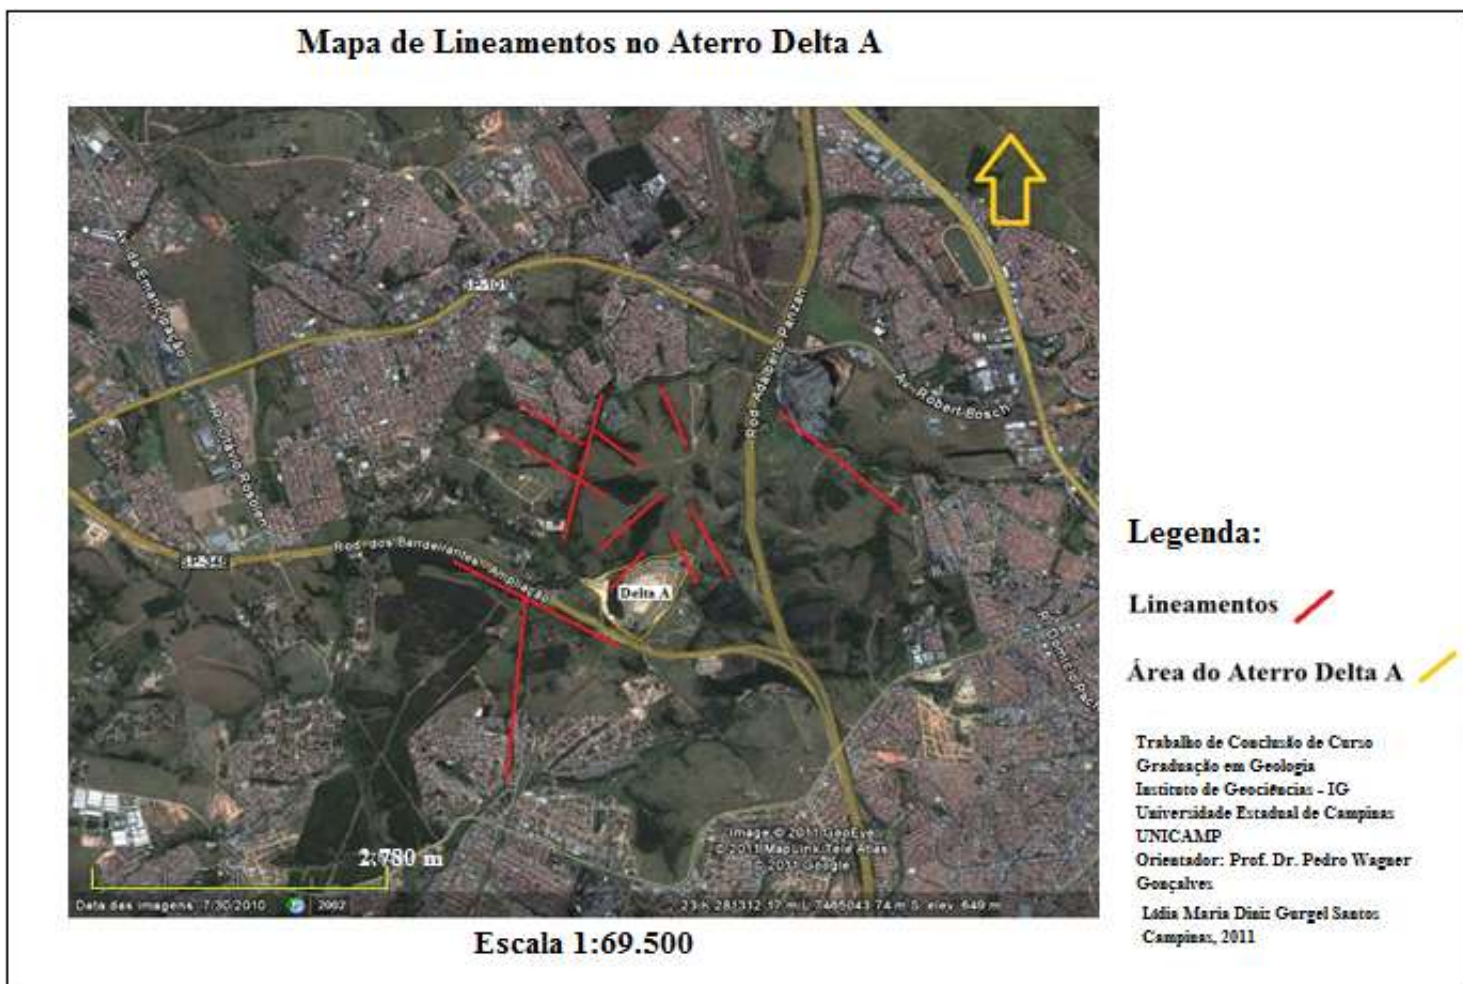 Mapa de Lineamentos no Aterro Delta A
Av. da Emancipação
SP-101
Rod. Adalberto Panzan
Av. Robert Bosch
SP-348
Rod. dos Bandeirantes - Ampliação
Delta A
Legenda:
Lineamentos
Área do Aterro Delta A
Image © 2011 GeoEye
© 2011 MapLink/Tele Atlas
© 2011 Google
2.780 m
Data das imagens: 7/30/2010
2002
elev. 649 m
Escala 1:69.500
Trabalho de Conclusão de Curso
Graduação em Geologia
Instituto de Geociências - IG
Universidade Estadual de Campinas
UNICAMP
Orientador: Prof. Dr. Pedro Wagner
Gonçalves
Lídia Maria Diniz Gurgel Santos
Campinas, 2011